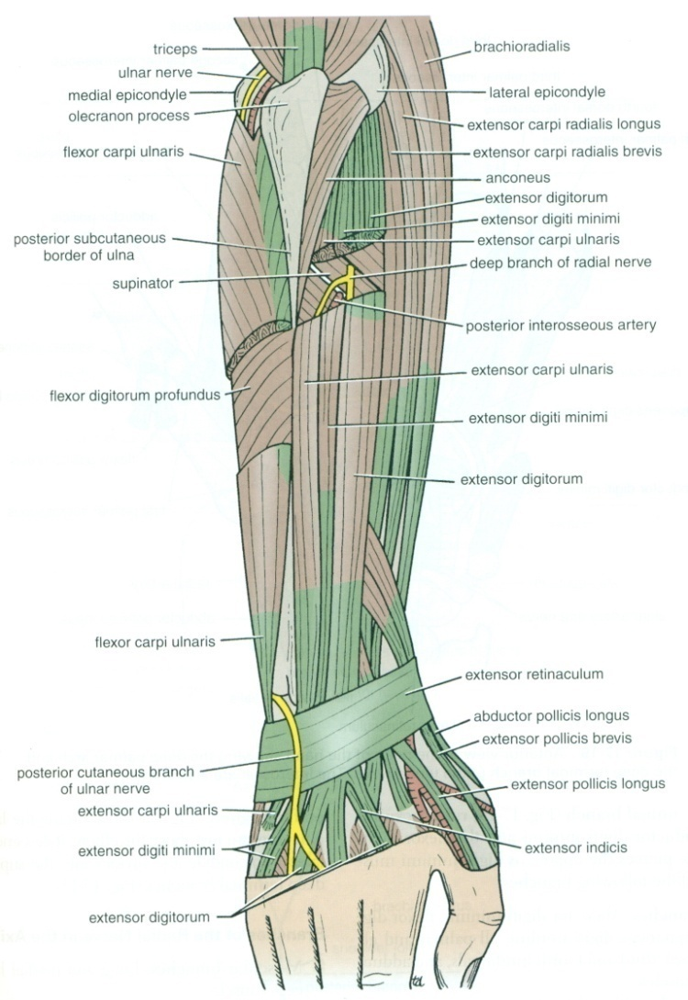 triceps
ulnar nerve
medial epicondyle
olecranon process
flexor carpi ulnaris
posterior subcutaneous
border of ulna
supinator
flexor digitorum profundus
flexor carpi ulnaris
posterior cutaneous branch
of ulnar nerve
extensor carpi ulnaris
extensor digiti minimi
extensor digitorum
brachioradialis
lateral epicondyle
extensor carpi radialis longus
extensor carpi radialis brevis
anconeus
extensor digitorum
extensor digiti minimi
extensor carpi ulnaris
deep branch of radial nerve
posterior interosseous artery
extensor carpi ulnaris
extensor digiti minimi
extensor digitorum
extensor retinaculum
abductor pollicis longus
extensor pollicis brevis
extensor pollicis longus
extensor indicis